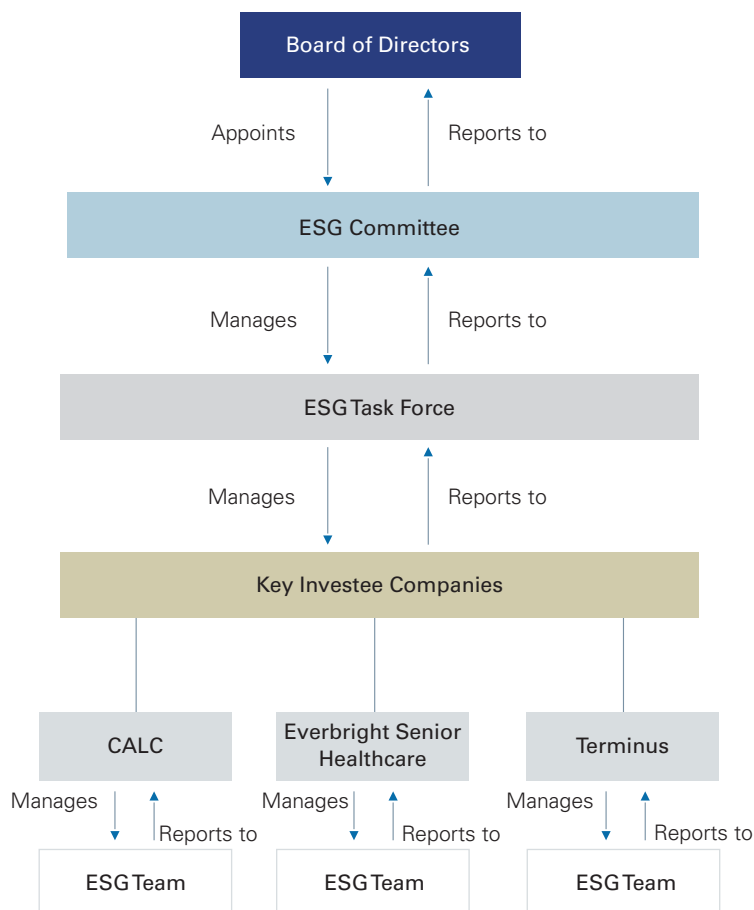 Board of Directors
Appoints
Reports to
ESG Committee
Manages
Reports to
ESG Task Force
Manages
Reports to
Key Investee Companies
CALC
Everbright Senior
Healthcare
Terminus
Manages
Reports to
Manages
Reports to
Manages
Reports to
ESG Team
ESG Team
ESG Team